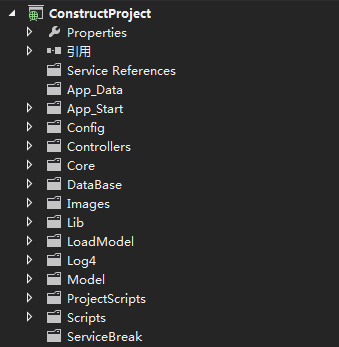 ConstructProject
Properties
引用
Service References
App_Data
App_Start
Config
Controllers
Core
DataBase
Images
Lib
LoadModel
Log4
Model
ProjectScripts
Scripts
ServiceBreak